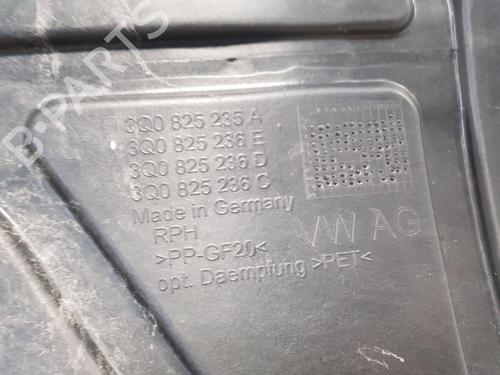 B-PARTS
3Q0 825 235 A
3Q0 825 236 E
3Q0 825 236 D
3Q0 825 236 C
Made in Germany
RPH
VW AG
>PP-GF20<
opt. Daempfung >PET<